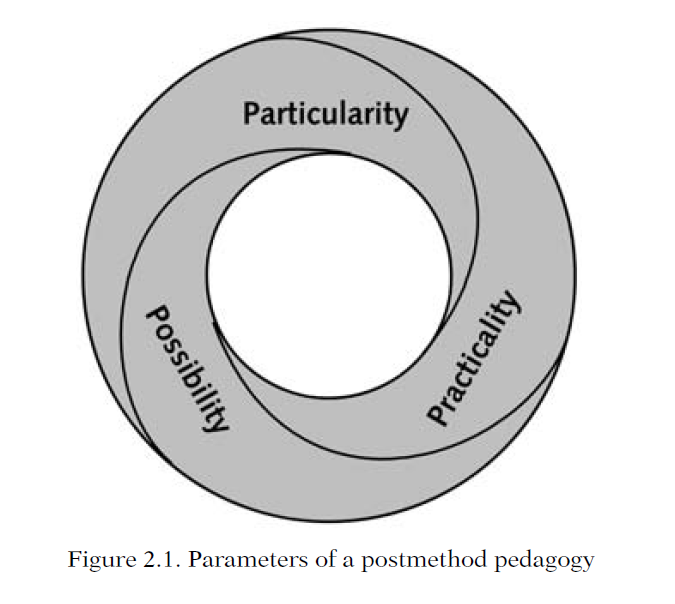 Particularity
Possibility
Practicality
Figure 2.1. Parameters of a postmethod pedagogy